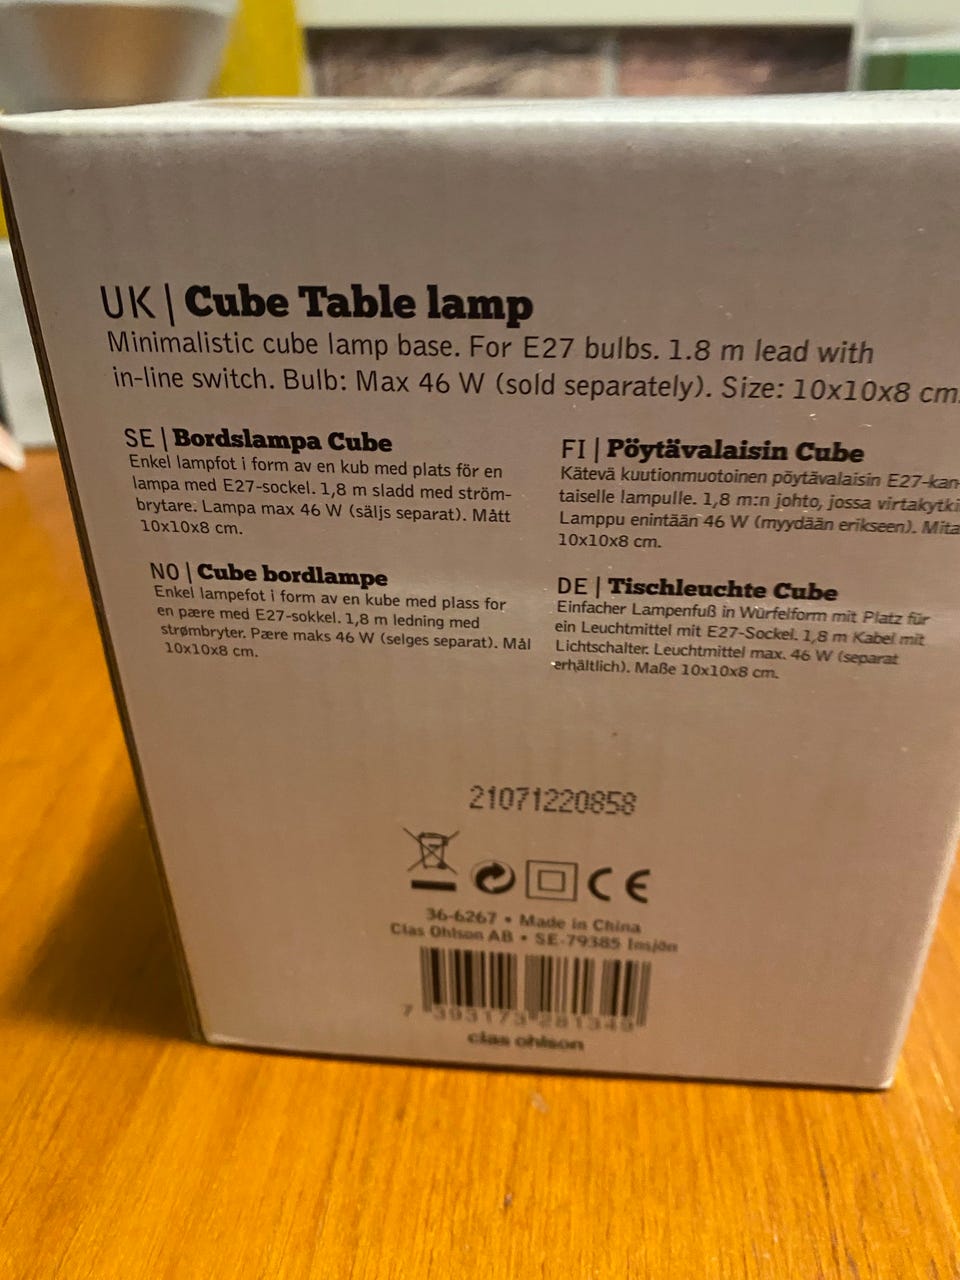 UK | Cube Table lamp
Minimalistic cube lamp base. For E27 bulbs. 1.8 m lead with
in-line switch. Bulb: Max 46 W (sold separately). Size: 10x10x8 cm.
SE | Bordslampa Cube
Enkel lampfot i form av en kub med plats för en
lampa med E27-sockel. 1,8 m sladd med ström-
brytare. Lampa max 46 W (säljs separat). Mått
10x10x8 cm.
FI | Pöytävalaisin Cube
Kätevä kuutionmuotoinen pöytävalaisin E27-kan-
taiselle lampulle. 1,8 m:n johto, jossa virtakytki
Lamppu enintään 46 W (myydään erikseen). Mita
10x10x8 cm.
NO | Cube bordlampe
Enkel lampefot i form av en kube med plass for
en pære med E27-sokkel. 1,8 m ledning med
strømbryter. Pære maks 46 W (selges separat). Mål
10x10x8 cm.
DE | Tischleuchte Cube
Einfacher Lampenfuß in Würfelform mit Platz für
ein Leuchtmittel mit E27-Sockel. 1,8 m Kabel mit
Lichtschalter. Leuchtmittel max. 46 W (separat
erhältlich). Maße 10x10x8 cm.
21071220858
CE
36-6267 • Made in China
Clas Ohlson AB • SE-79385 Insjön
7 393173 281349
clas ohlson